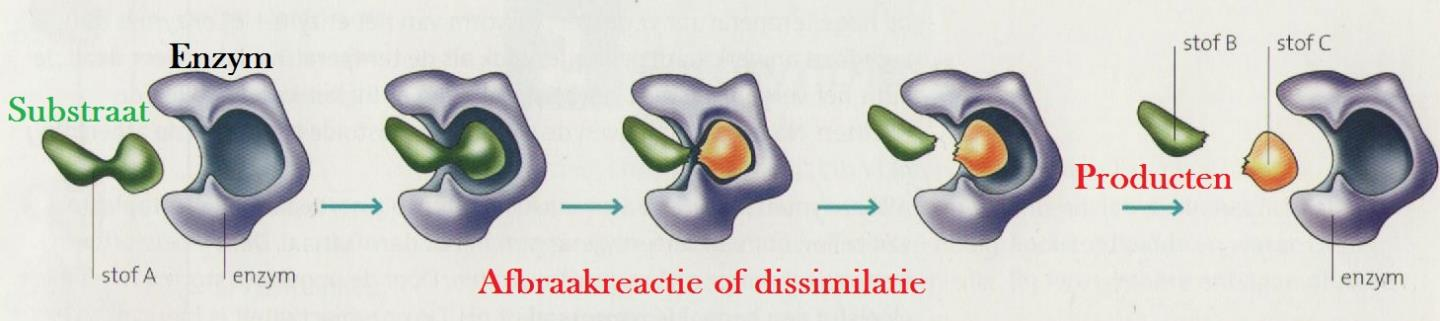 Enzym
Substraat
stof A
enzym
Afbraakreactie of dissimilatie
Producten
stof B
stof C
enzym